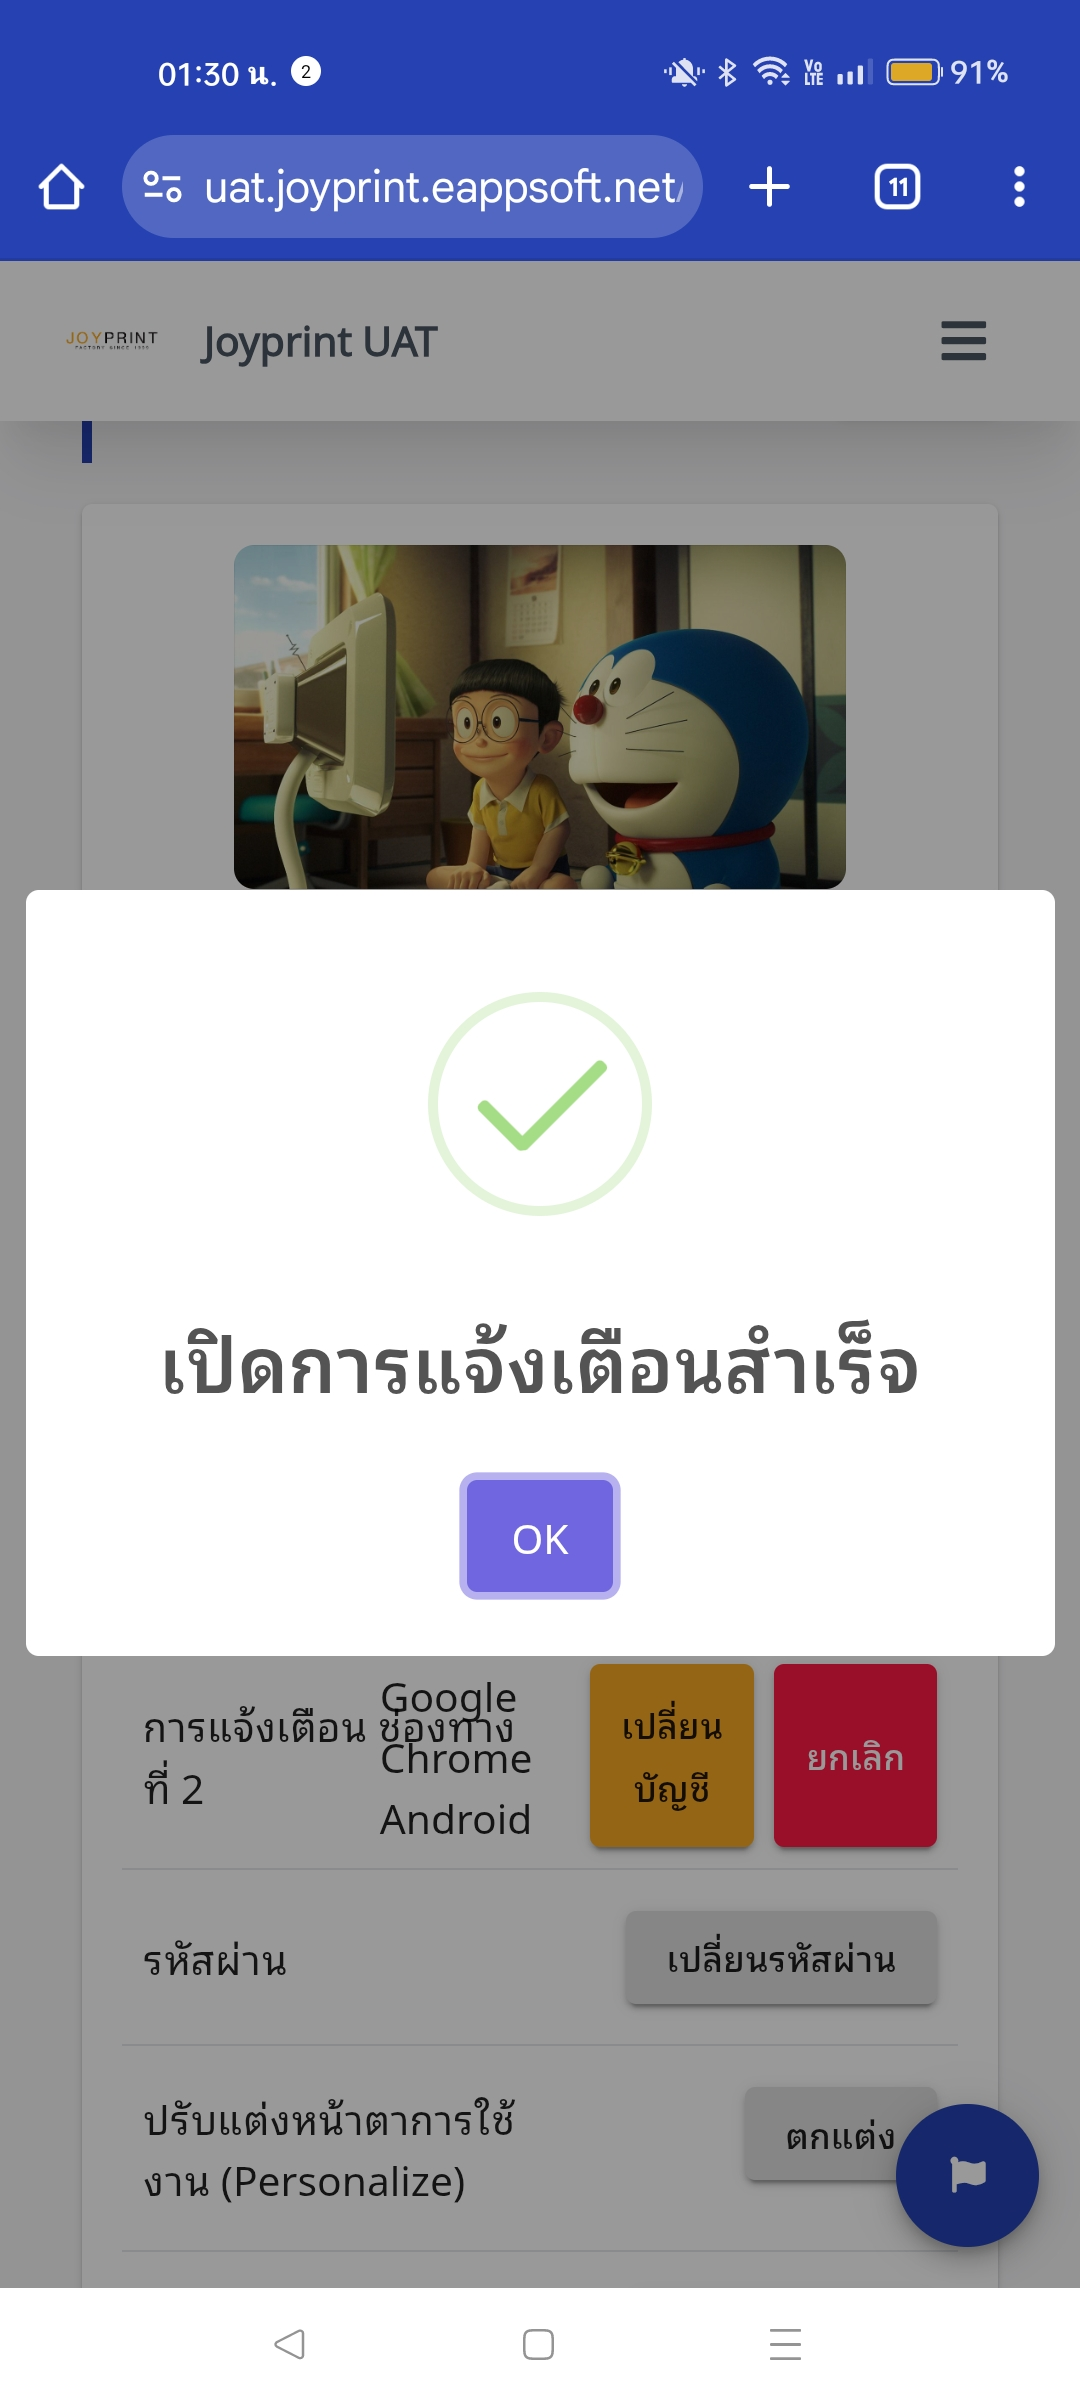 01:30 น. 2 Vo LTE 91%
uat.joyprint.eappsoft.net/ 11
JOYPRINT
FACTORY SINCE 1999
Joyprint UAT
เปิดการแจ้งเตือนสำเร็จ
OK
การแจ้งเตือน ช่องทาง
ที่ 2
Google
Chrome
Android
เปลี่ยน
บัญชี
ยกเลิก
รหัสผ่าน
เปลี่ยนรหัสผ่าน
ปรับแต่งหน้าตาการใช้
งาน (Personalize)
ตกแต่ง